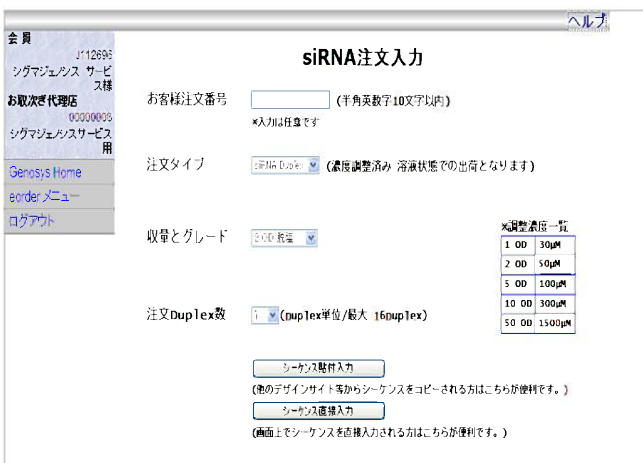 ヘルプ
会員
J112696
シグマジェノシス サービ
ス様
お取次ぎ代理店
00000006
シグマジェノシスサービス
用
Genosys Home
eorder メニュー
ログアウト
siRNA注文入力
お客様注文番号 (半角英数字10文字以内)
※入力は任意です
注文タイプ siRNA Duplex (濃度調整済み 溶液状態での出荷となります)
収量とグレード 2 OD 脱塩
※調整濃度一覧
1 OD 30μM
2 OD 50μM
5 OD 100μM
10 OD 300μM
50 OD 1500μM
注文Duplex数 1 (Duplex単位/最大 16Duplex)
シーケンス貼付入力
(他のデザインサイト等からシーケンスをコピーされる方はこちらが便利です。)
シーケンス直接入力
(画面上でシーケンスを直接入力される方はこちらが便利です。)